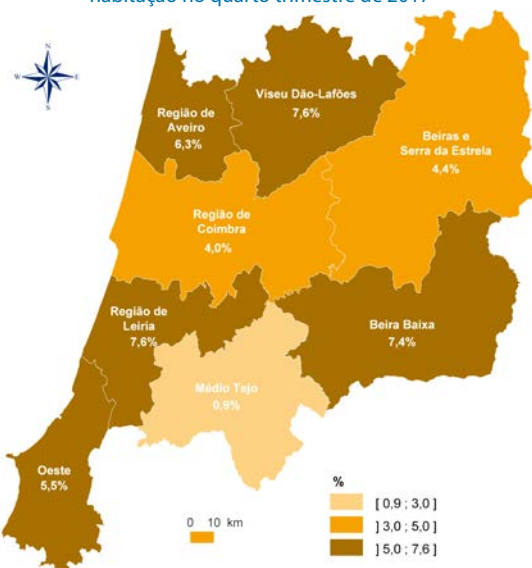 habitação no quarto trimestre de 2017
N
W
E
S
Viseu Dão-Lafões
7,6%
Região de
Aveiro
6,3%
Beiras e
Serra da Estrela
4,4%
Região de
Coimbra
4,0%
Região de
Leiria
7,6%
Beira Baixa
7,4%
Médio Tejo
0,9%
Oeste
5,5%
%
[ 0,9 ; 3,0 ]
] 3,0 ; 5,0 ]
] 5,0 ; 7,6 ]
0 10 km